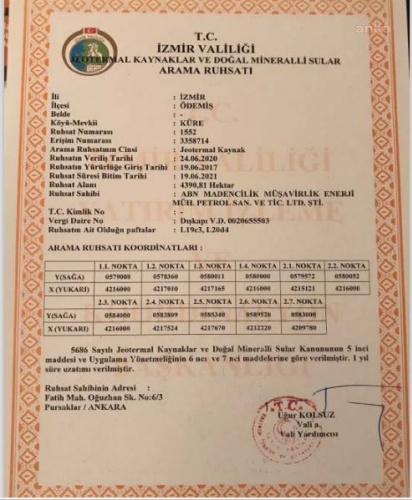 anka
T.C.
İZMİR VALİLİĞİ
JEOTERMAL KAYNAKLAR VE DOĞAL MİNERALLİ SULAR
ARAMA RUHSATI
İli : İZMİR
İlçesi : ÖDEMİŞ
Belde : -
Köyü-Mevkii : KÜRE
Ruhsat Numarası : 1552
Erişim Numarası : 3358714
Arama Ruhsatının Cinsi : Jeotermal Kaynak
Ruhsatın Veriliş Tarihi : 24.06.2020
Ruhsatın Yürürlüğe Giriş Tarihi : 19.06.2017
Ruhsat Süresi Bitim Tarihi : 19.06.2021
Ruhsat Alanı : 4390,81 Hektar
Ruhsat Sahibi : ABN MADENCİLİK MÜŞAVİRLİK ENERJİ
MÜH. PETROL SAN. VE TİC. LTD. ŞTİ.
T.C. Kimlik No : -
Vergi Daire No : Dışkapı V.D. 0020655503
Ruhsatın Ait Olduğu paftalar : L19c3, L20d4
ARAMA RUHSATI KOORDİNATLARI :
1.1. NOKTA 1.2. NOKTA 1.3. NOKTA 1.4. NOKTA 2.1. NOKTA 2.2. NOKTA
Y(SAĞA) 0579008 0578360 0580011 0580000 0579572 0580052
X (YUKARI) 4216000 4217010 4217165 4216000 4215121 4216000
2.3. NOKTA 2.4. NOKTA 2.5. NOKTA 2.6. NOKTA 2.7. NOKTA
Y(SAĞA) 0584000 0583809 0585340 0589520 0583000
X (YUKARI) 4216000 4217524 4217670 4212220 4209780
5686 Sayılı Jeotermal Kaynaklar ve Doğal Mineralli Sular Kanununun 5 inci
maddesi ve Uygulama Yönetmeliğinin 6 ncı ve 7 nci maddelerine göre verilmiştir. 1 yıl
süre uzatımı verilmiştir.
Ruhsat Sahibinin Adresi :
Fatih Mah. Oğuzhan Sk. No:6/3
Pursaklar / ANKARA
T.C.
Uğur KOLSUZ
Vali a.
Vali Yardımcısı